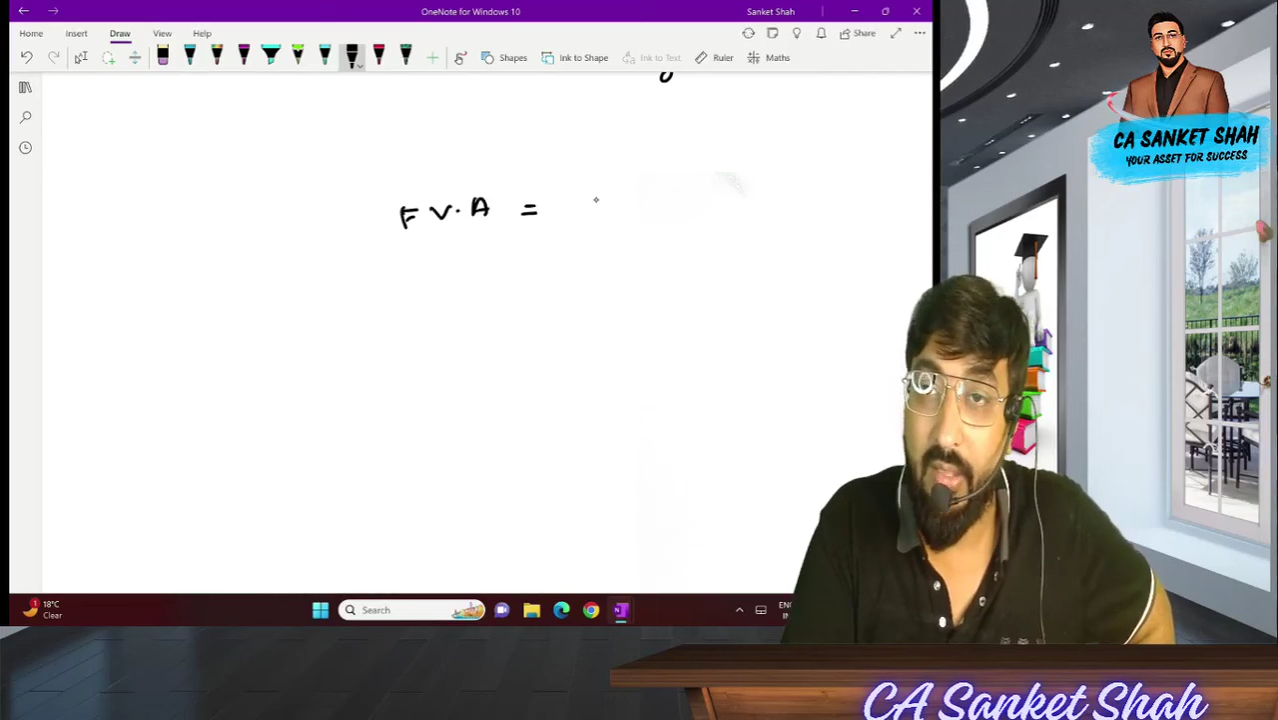 OneNote for Windows 10
Sanket Shah
Home Insert Draw View Help
Share
Shapes
Ink to Shape
Ink to Text
Ruler
Maths
F V. A =
CA SANKET SHAH
YOUR ASSET FOR SUCCESS
1
18°C
Clear
Search
CA Sanket Shah